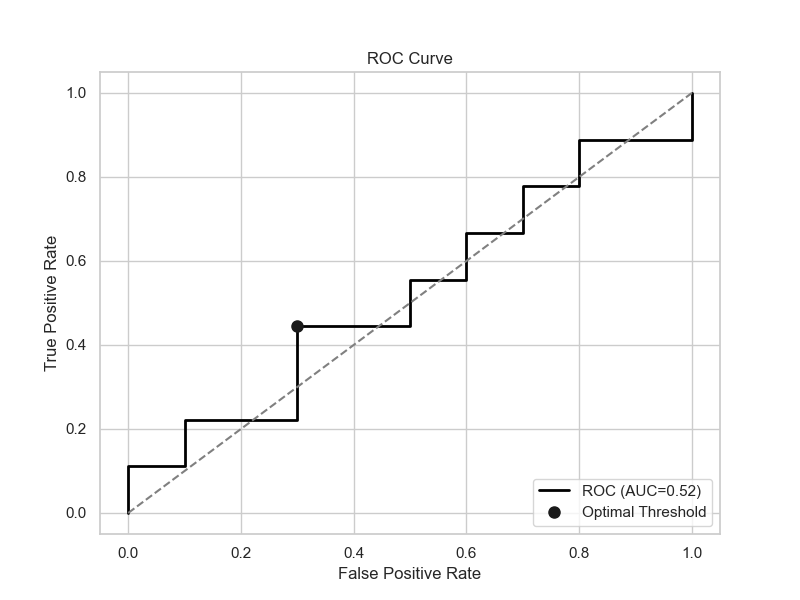 ROC Curve
True Positive Rate
1.0
0.8
0.6
0.4
0.2
0.0
ROC (AUC=0.52)
Optimal Threshold
0.0 0.2 0.4 0.6 0.8 1.0
False Positive Rate